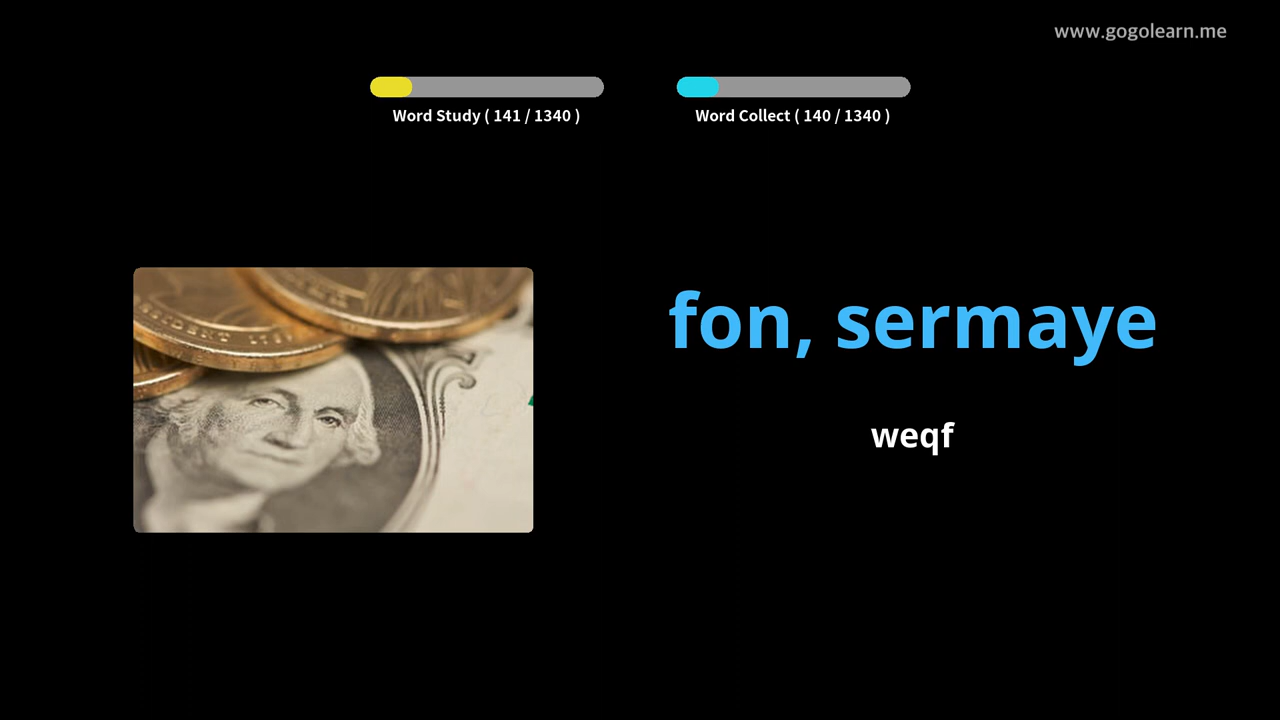 www.gogolearn.me
Word Study ( 141 / 1340 )
Word Collect ( 140 / 1340 )
fon, sermaye
weqf